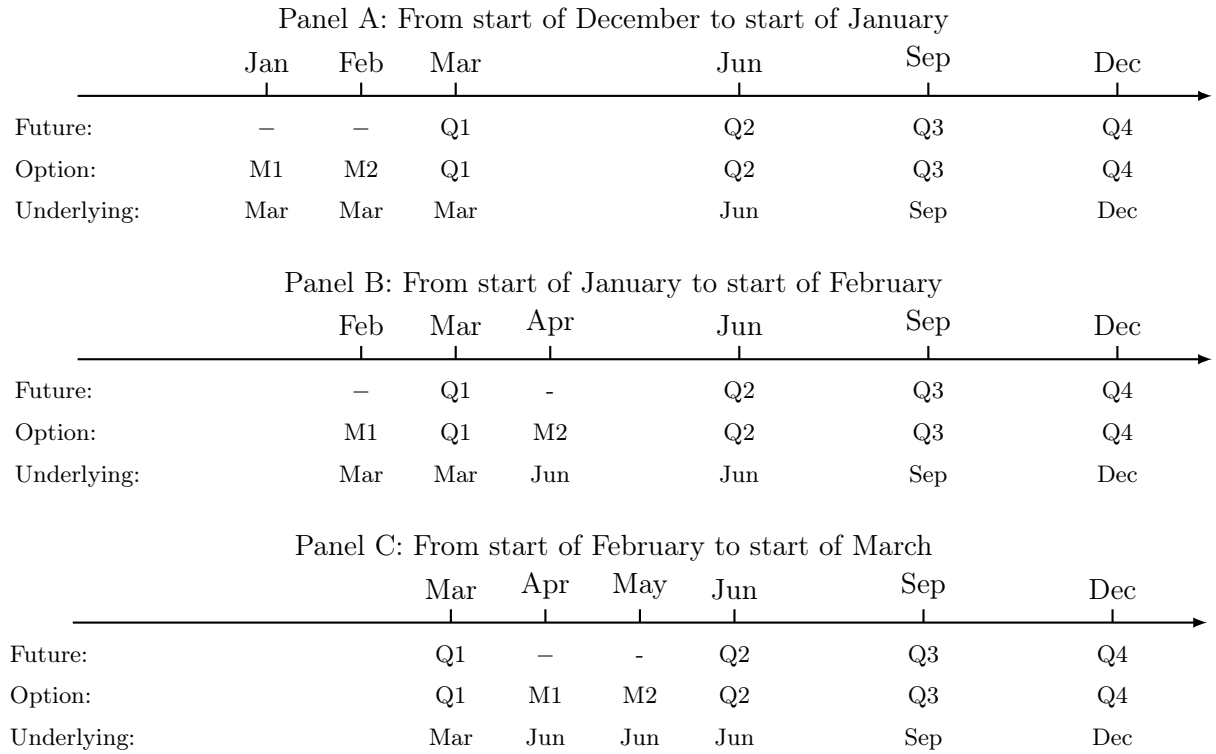 Panel A: From start of December to start of January
Jan Feb Mar Jun Sep Dec
Future: – – Q1 Q2 Q3 Q4
Option: M1 M2 Q1 Q2 Q3 Q4
Underlying: Mar Mar Mar Jun Sep Dec
Panel B: From start of January to start of February
Feb Mar Apr Jun Sep Dec
Future: – Q1 - Q2 Q3 Q4
Option: M1 Q1 M2 Q2 Q3 Q4
Underlying: Mar Mar Jun Jun Sep Dec
Panel C: From start of February to start of March
Mar Apr May Jun Sep Dec
Future: Q1 – - Q2 Q3 Q4
Option: Q1 M1 M2 Q2 Q3 Q4
Underlying: Mar Jun Jun Jun Sep Dec